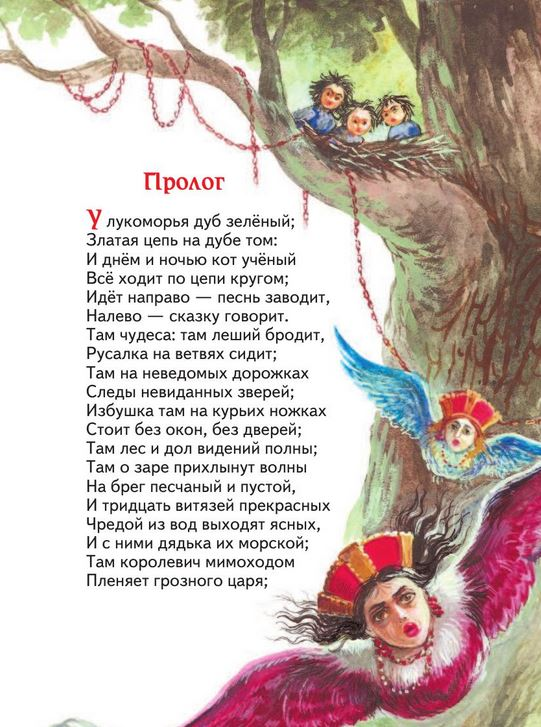 Пролог
У лукоморья дуб зелёный;
Златая цепь на дубе том:
И днём и ночью кот учёный
Всё ходит по цепи кругом;
Идёт направо — песнь заводит,
Налево — сказку говорит.
Там чудеса: там леший бродит,
Русалка на ветвях сидит;
Там на неведомых дорожках
Следы невиданных зверей;
Избушка там на курьих ножках
Стоит без окон, без дверей;
Там лес и дол видений полны;
Там о заре прихлынут волны
На брег песчаный и пустой,
И тридцать витязей прекрасных
Чредой из вод выходят ясных,
И с ними дядька их морской;
Там королевич мимоходом
Пленяет грозного царя;